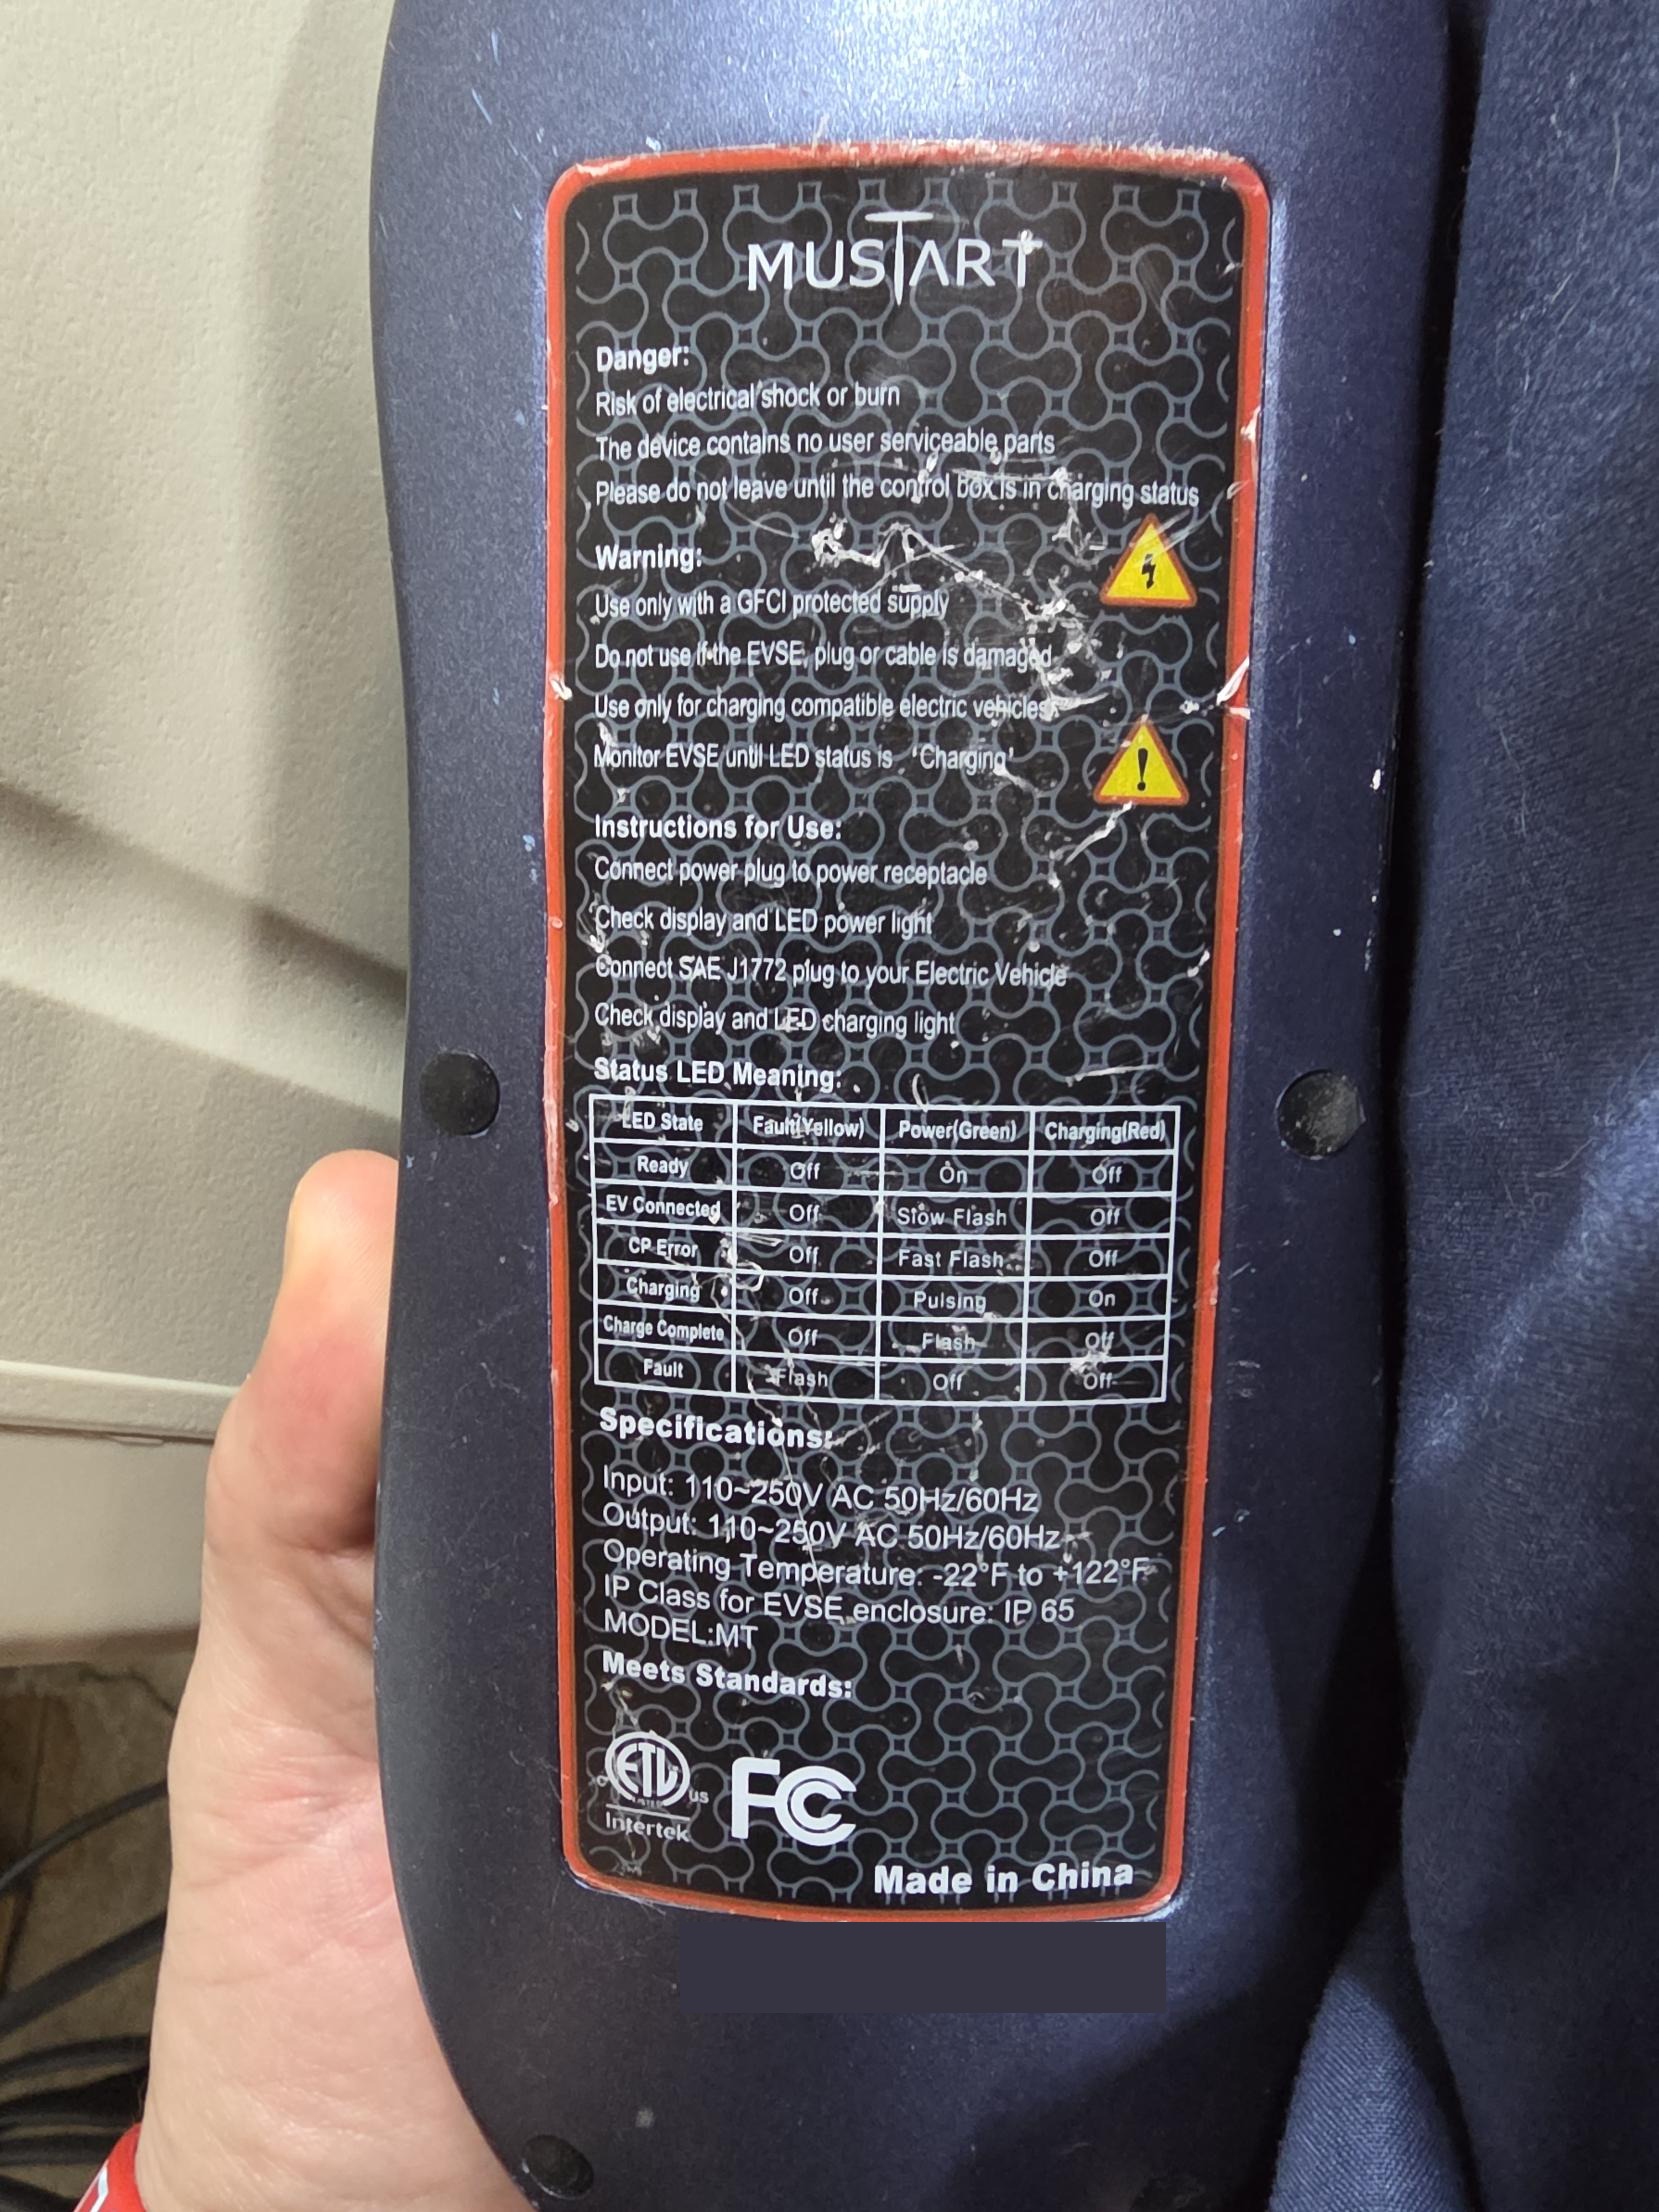 MUSTART
Danger:
Risk of electrical shock or burn
The device contains no user serviceable parts
Please do not leave until the control box is in charging status
Warning:
Use only with a GFCI protected supply
Do not use if the EVSE, plug or cable is damaged
Use only for charging compatible electric vehicles
Monitor EVSE until LED status is 'Charging'
Instructions for Use:
Connect power plug to power receptacle
Check display and LED power light
Connect SAE J1772 plug to your Electric Vehicle
Check display and LED charging light
Status LED Meaning:
LED State Fault(Yellow) Power(Green) Charging(Red)
Ready Off On Off
EV Connected Off Slow Flash Off
CP Error Off Fast Flash Off
Charging Off Pulsing On
Charge Complete Off Flash Off
Fault Flash Off Off
Specifications:
Input: 110~250V AC 50Hz/60Hz
Output: 110~250V AC 50Hz/60Hz
Operating Temperature: -22°F to +122°F
IP Class for EVSE enclosure: IP 65
MODEL:MT
Meets Standards:
c ETL LISTED us
Intertek
FC
Made in China